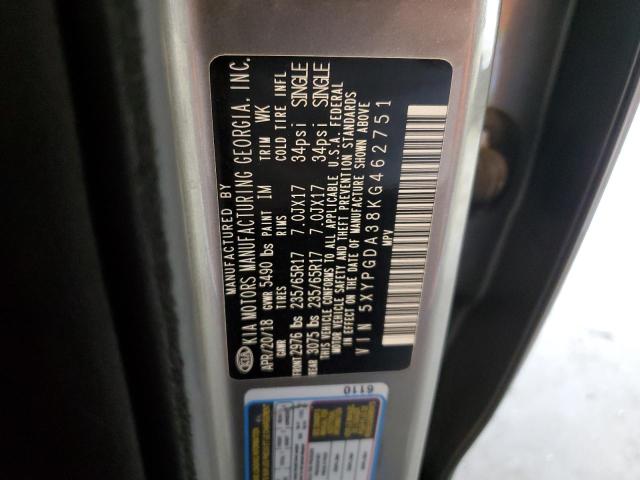 MANUFACTURED BY
KIA KIA MOTORS MANUFACTURING GEORGIA, INC.
APR/20/18 GVWR 5490 lbs PAINT IM TRIM WK
GAWR TIRES RIMS COLD TIRE INFL
FRONT 2976 lbs 235/65R17 7.0JX17 34psi SINGLE
REAR 3075 lbs 235/65R17 7.0JX17 34psi SINGLE
THIS VEHICLE CONFORMS TO ALL APPLICABLE U.S.A. FEDERAL
MOTOR VEHICLE SAFETY AND THEFT PREVENTION STANDARDS
IN EFFECT ON THE DATE OF MANUFACTURE SHOWN ABOVE
VIN 5XYPGDA38KG462751
MPV
6110